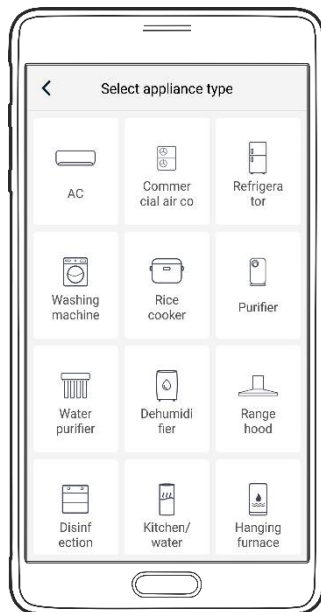 Select appliance type
AC
Commer
cial air co
Refrigera
tor
Washing
machine
Rice
cooker
Purifier
Water
purifier
Dehumidi
fier
Range
hood
Disinf
ection
Kitchen/
water
Hanging
furnace